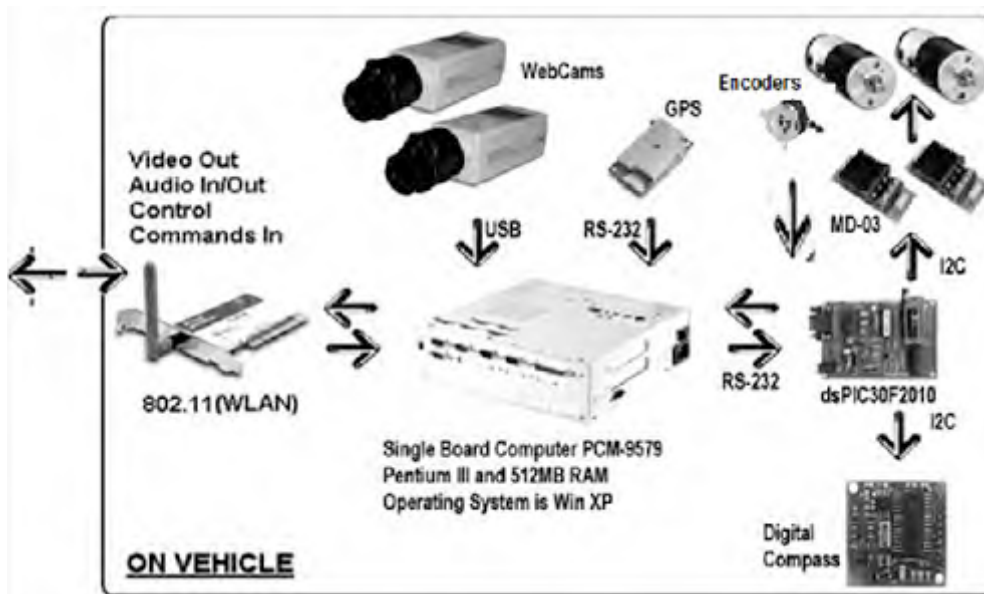 WebCams
Encoders
GPS
Video Out
Audio In/Out
Control
Commands In
USB
RS-232
MD-03
I2C
802.11(WLAN)
RS-232
dsPIC30F2010
I2C
Single Board Computer PCM-9579
Pentium III and 512MB RAM
Operating System is Win XP
Digital
Compass
ON VEHICLE